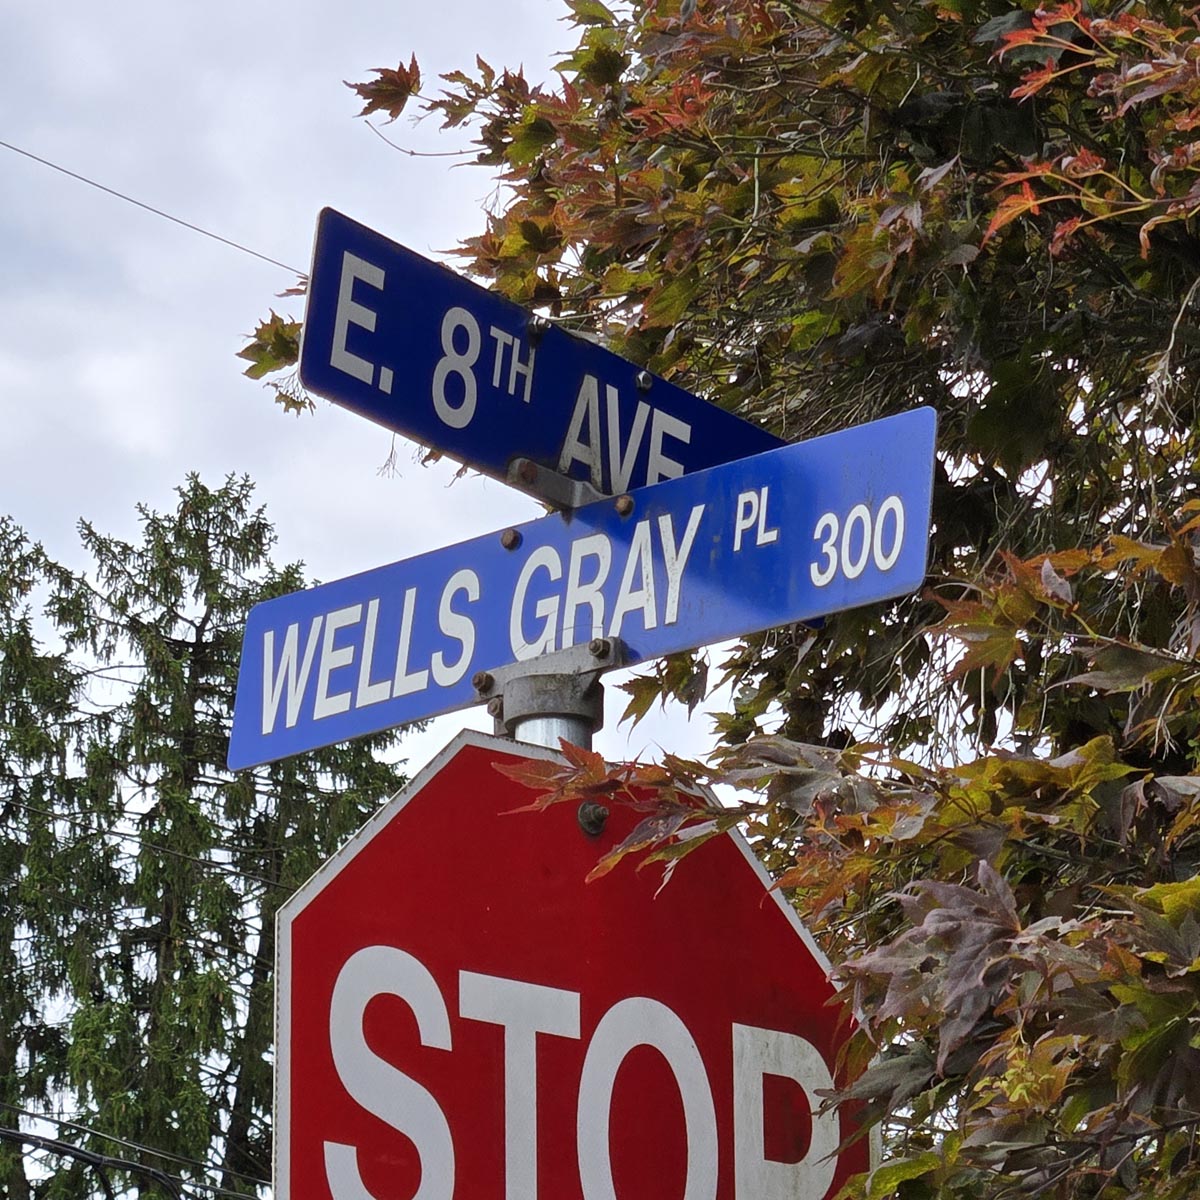 E. 8TH AVE
WELLS GRAY PL 300
STOP